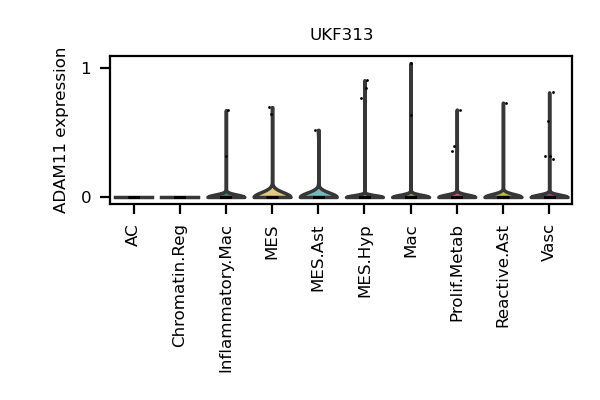 UKF313
ADAM11 expression
1
0
AC
Chromatin.Reg
Inflammatory.Mac
MES
MES.Ast
MES.Hyp
Mac
Prolif.Metab
Reactive.Ast
Vasc